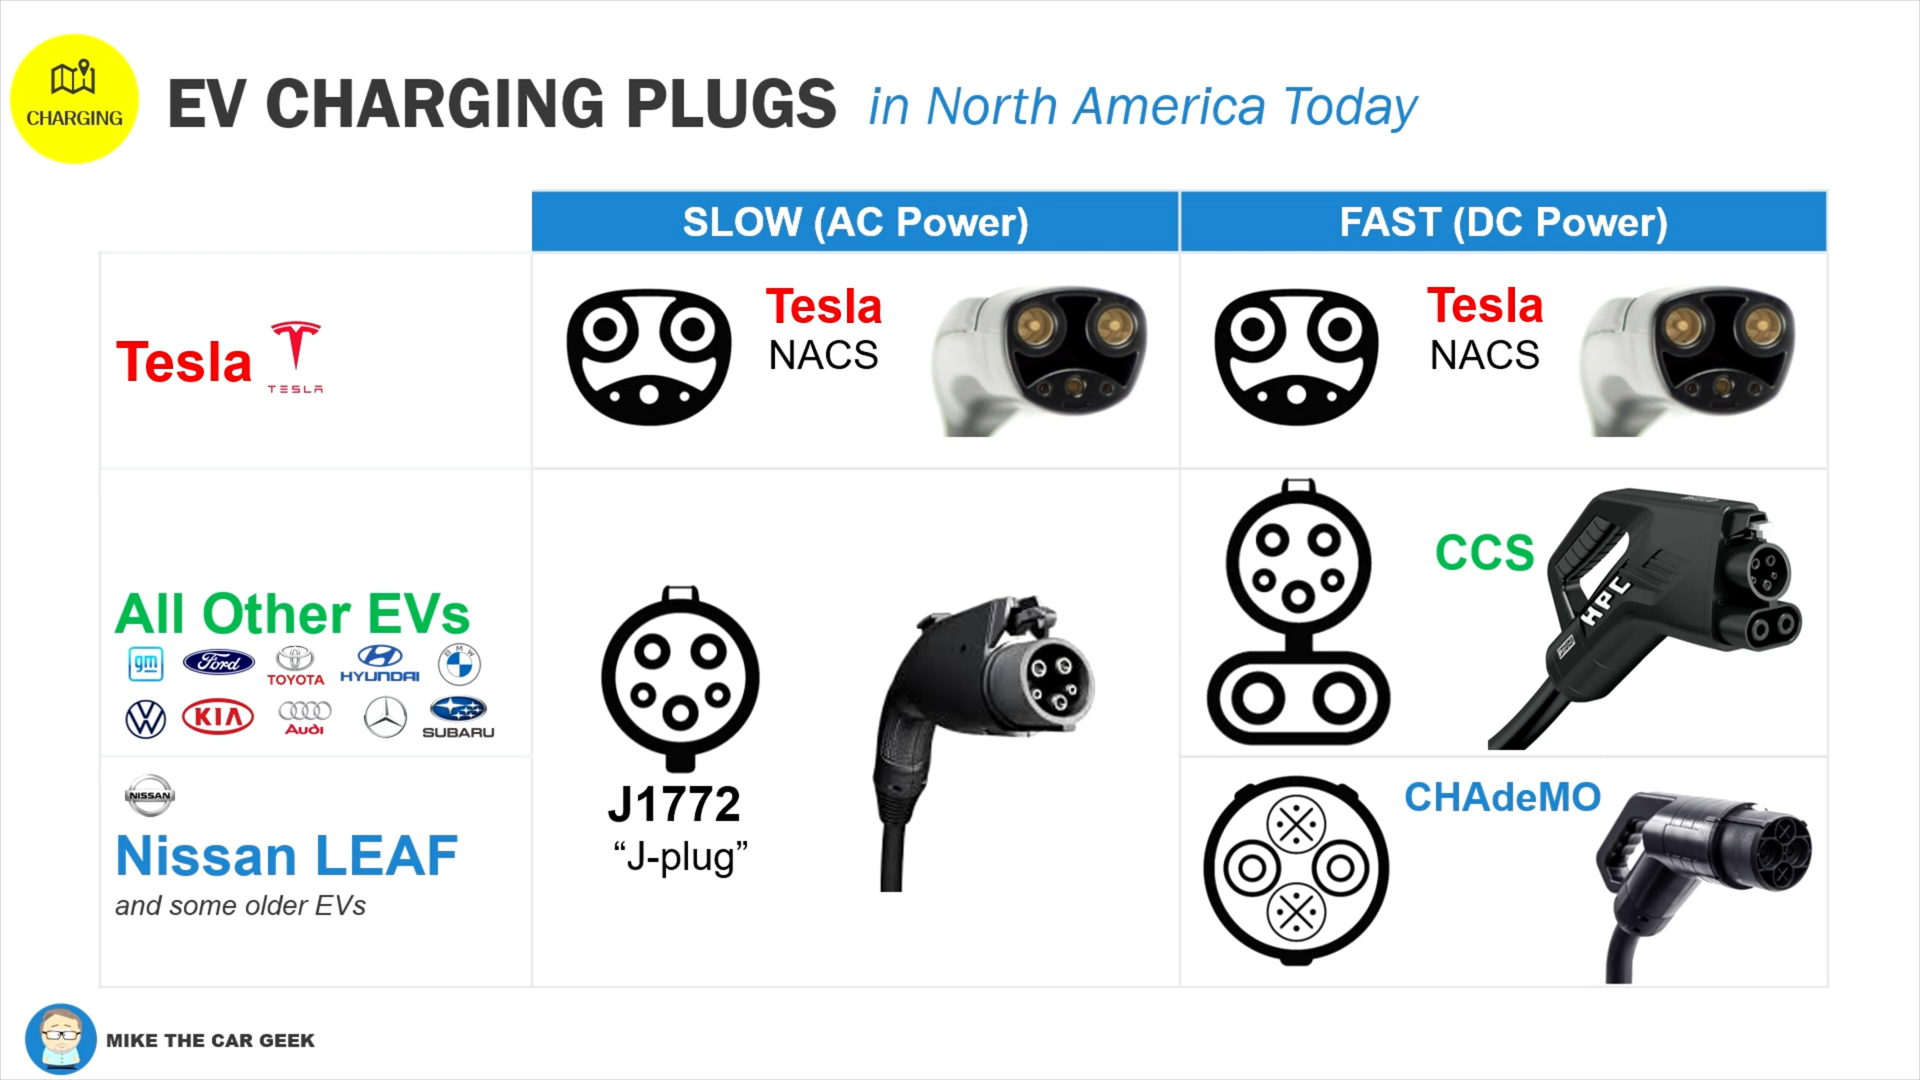 CHARGING
EV CHARGING PLUGS in North America Today
SLOW (AC Power)
FAST (DC Power)
Tesla
TESLA
Tesla
NACS
Tesla
NACS
All Other EVs
gm
Ford
TOYOTA
HYUNDAI
BMW
VW
KIA
Audi
SUBARU
J1772
“J-plug”
CCS
HPC
NISSAN
Nissan LEAF
and some older EVs
CHAdeMO
MIKE THE CAR GEEK